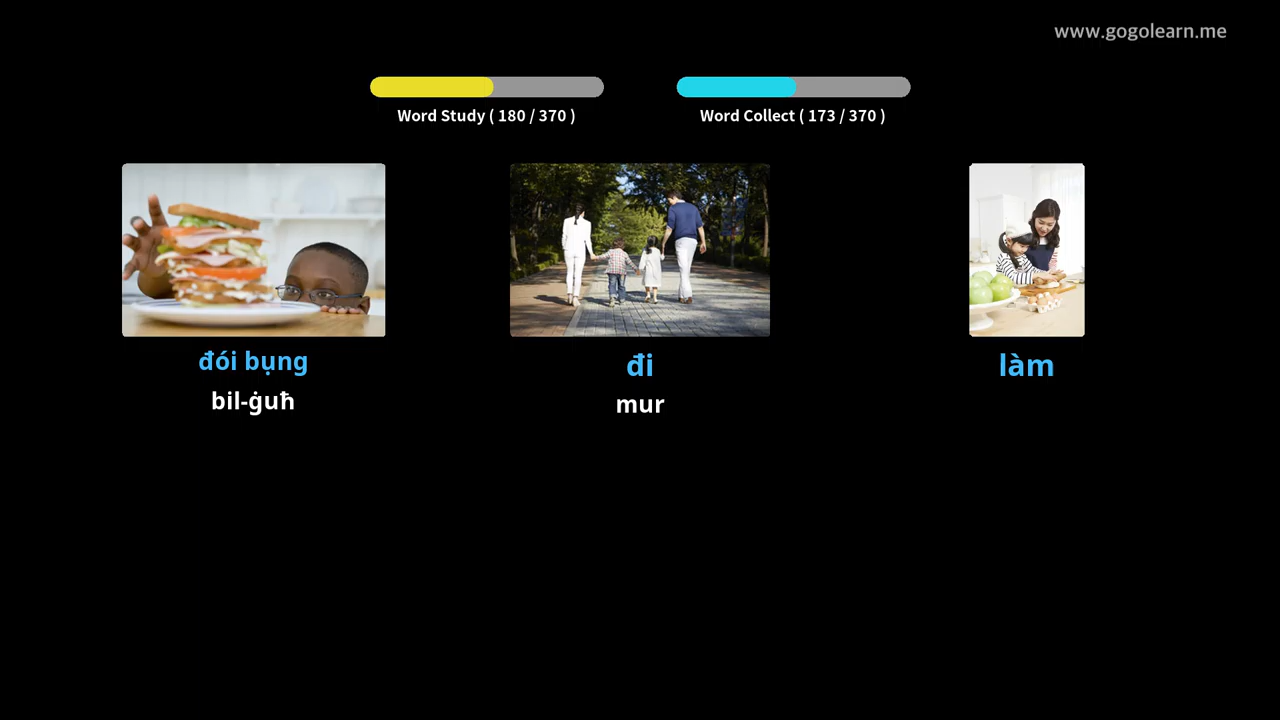 www.gogolearn.me
Word Study ( 180 / 370 )
Word Collect ( 173 / 370 )
đói bụng
bil-ġuħ
đi
mur
làm